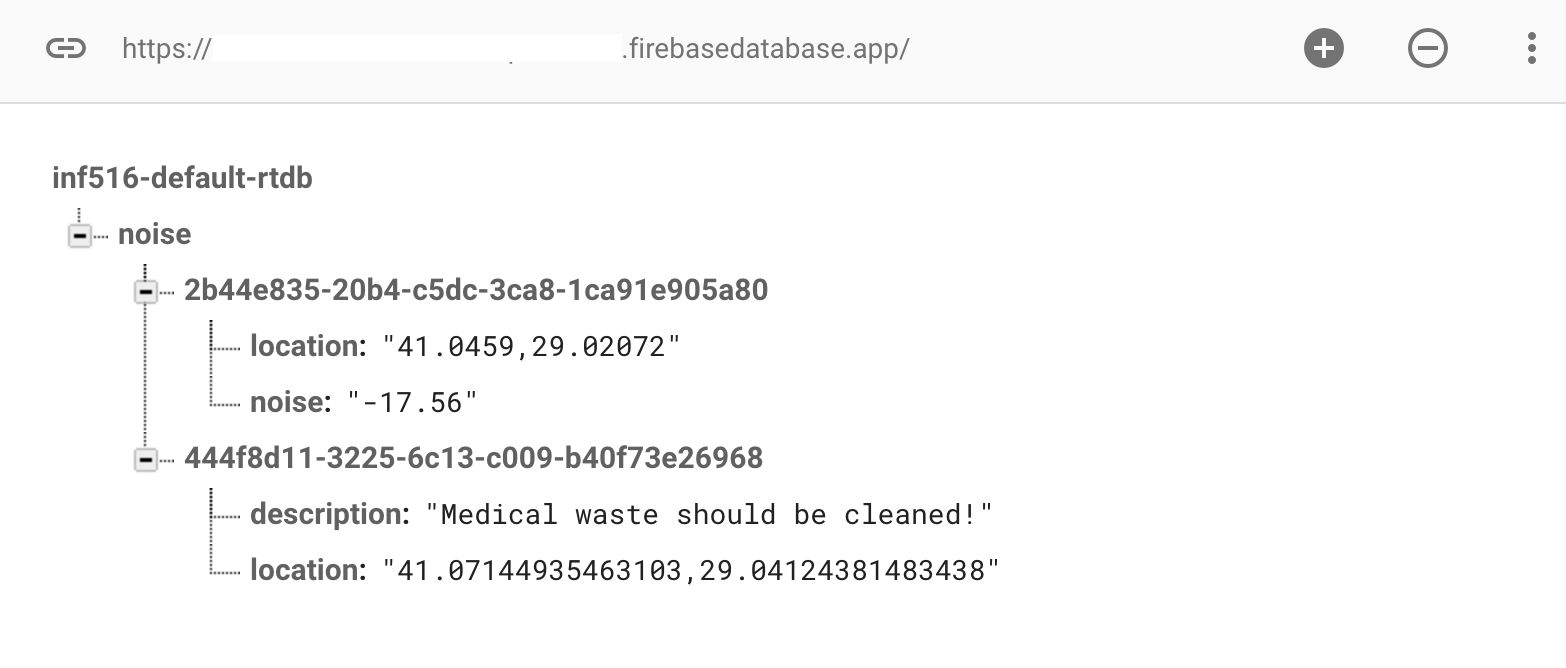 https:// .firebasedatabase.app/
inf516-default-rtdb
noise
2b44e835-20b4-c5dc-3ca8-1ca91e905a80
location: "41.0459,29.02072"
noise: "-17.56"
444f8d11-3225-6c13-c009-b40f73e26968
description: "Medical waste should be cleaned!"
location: "41.07144935463103,29.04124381483438"